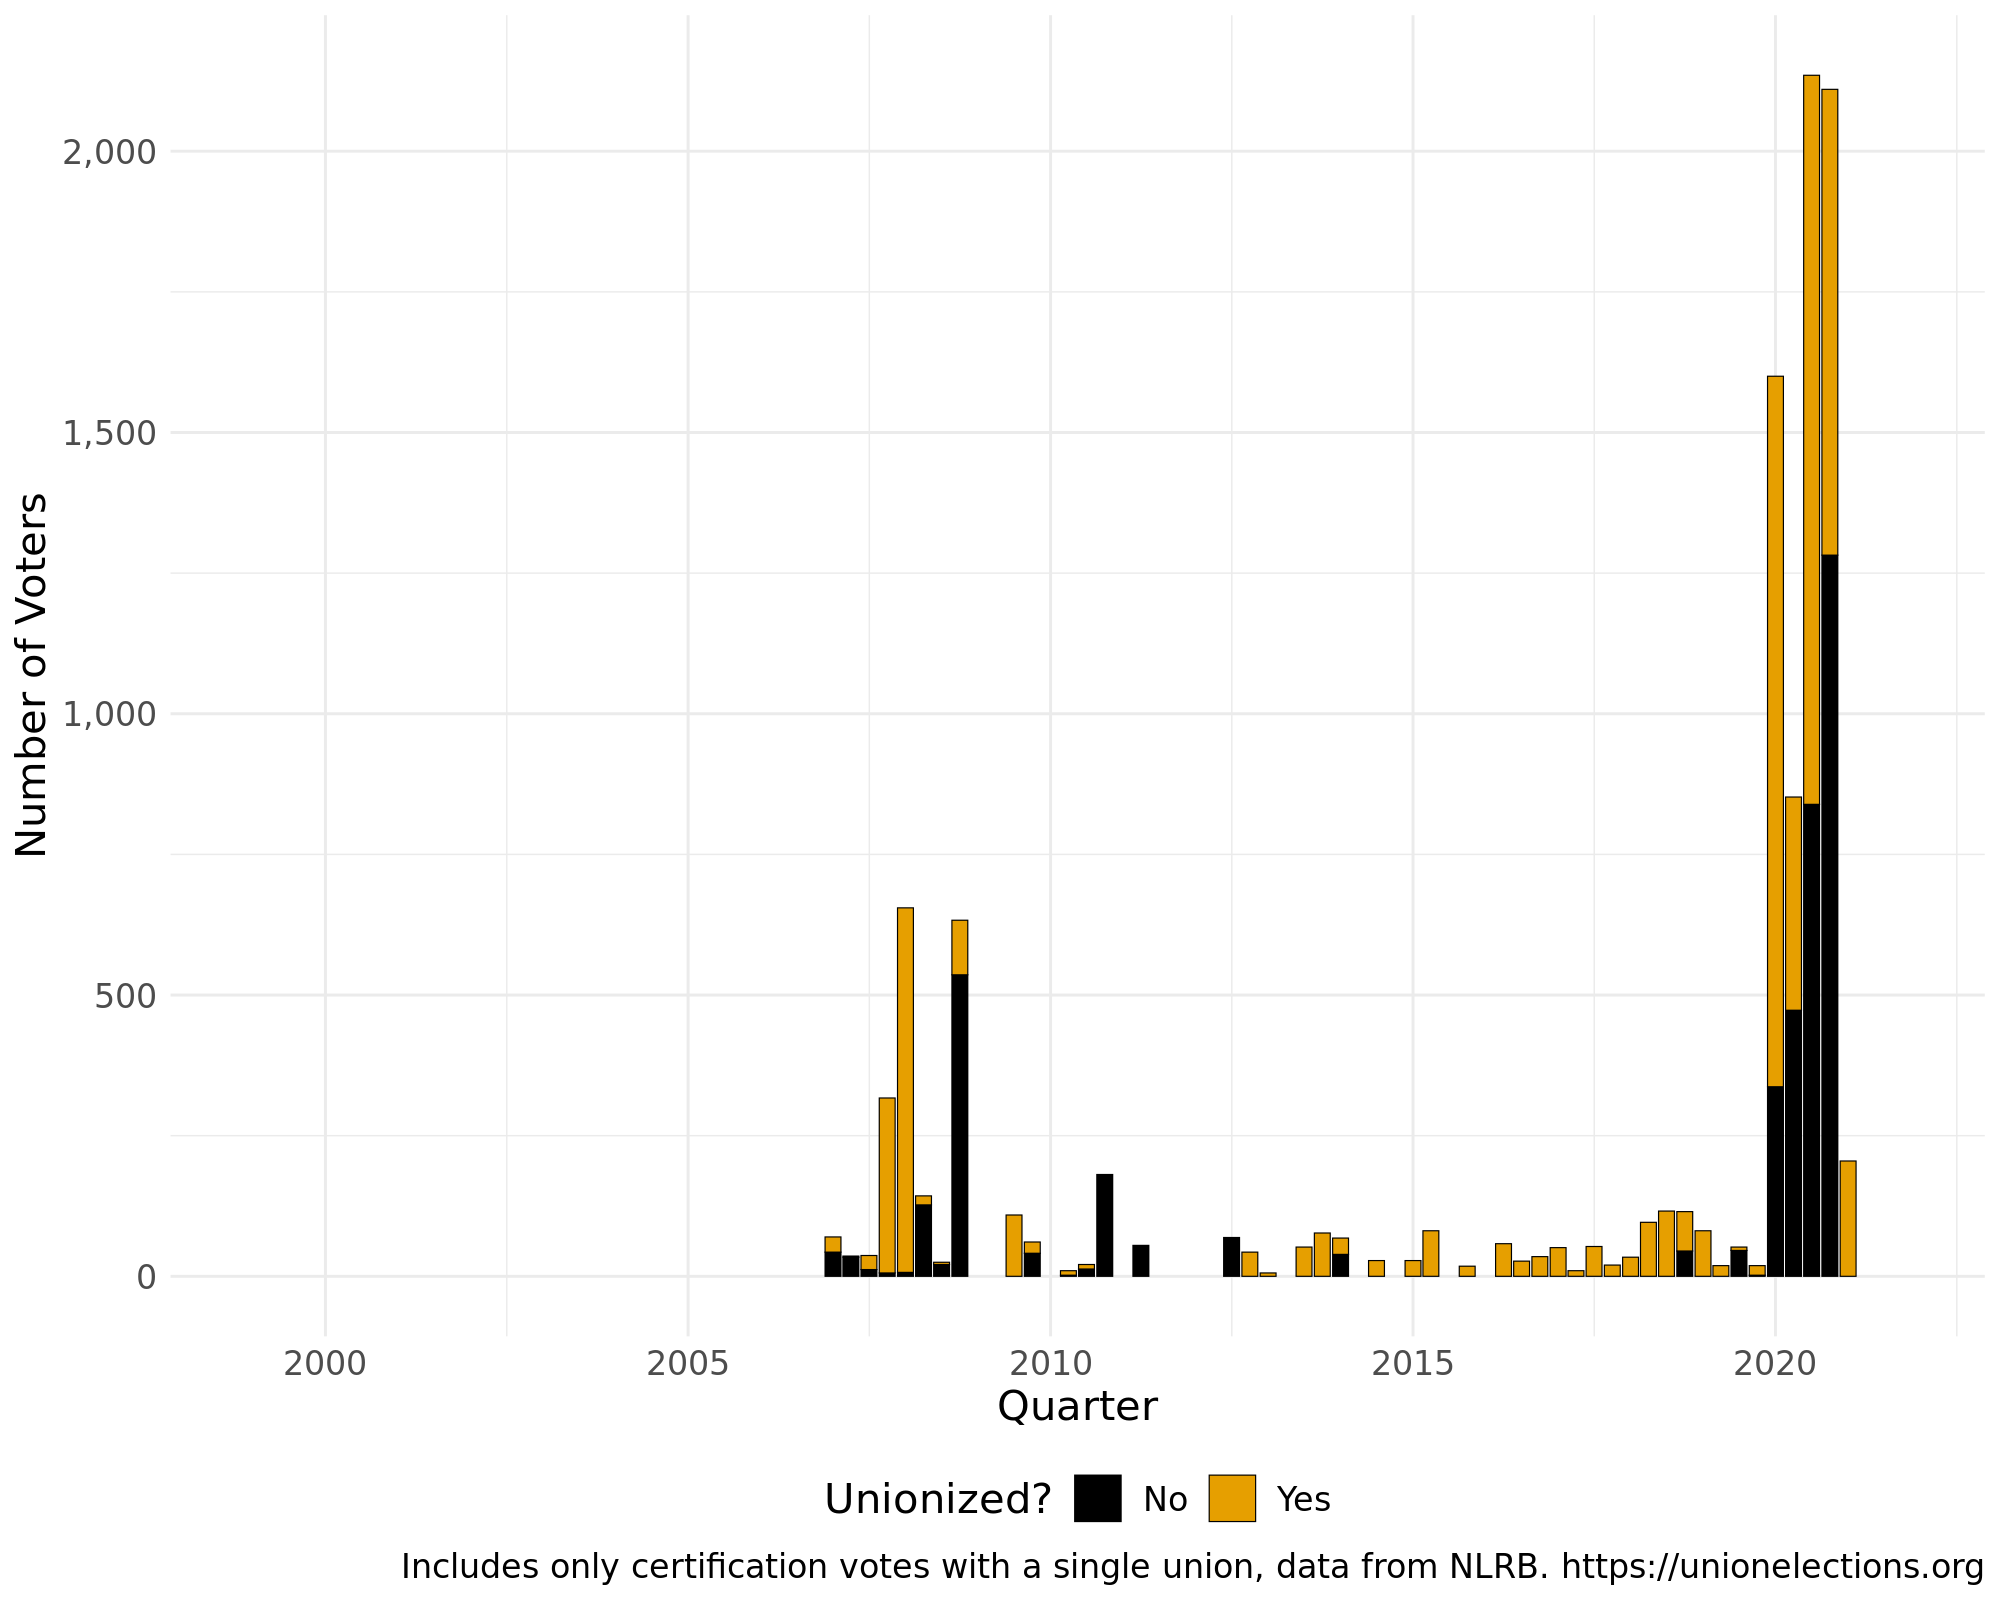 2,000
1,500
1,000
500
0
Number of Voters
2000 2005 2010 2015 2020
Quarter
Unionized? No Yes
Includes only certification votes with a single union, data from NLRB. https://unionelections.org